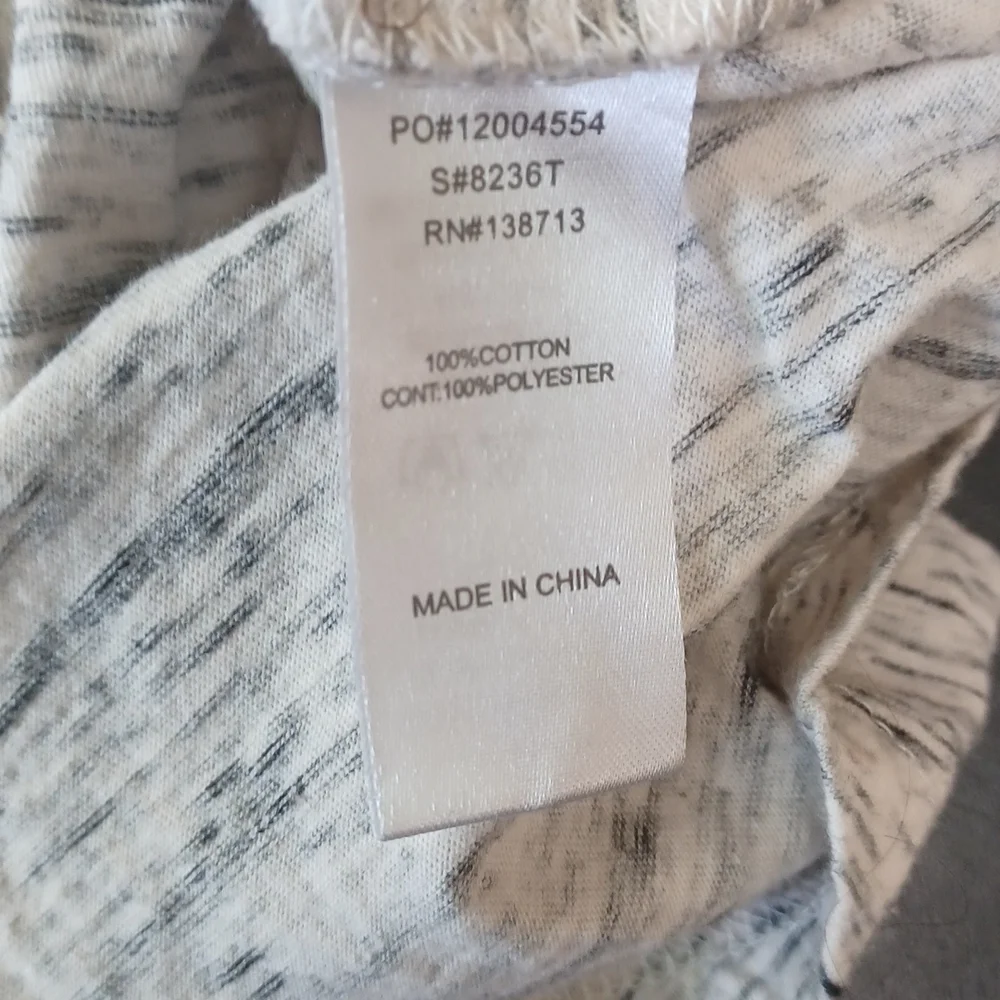 PO#12004554
S#8236T
RN#138713
100%COTTON
CONT:100%POLYESTER
MADE IN CHINA